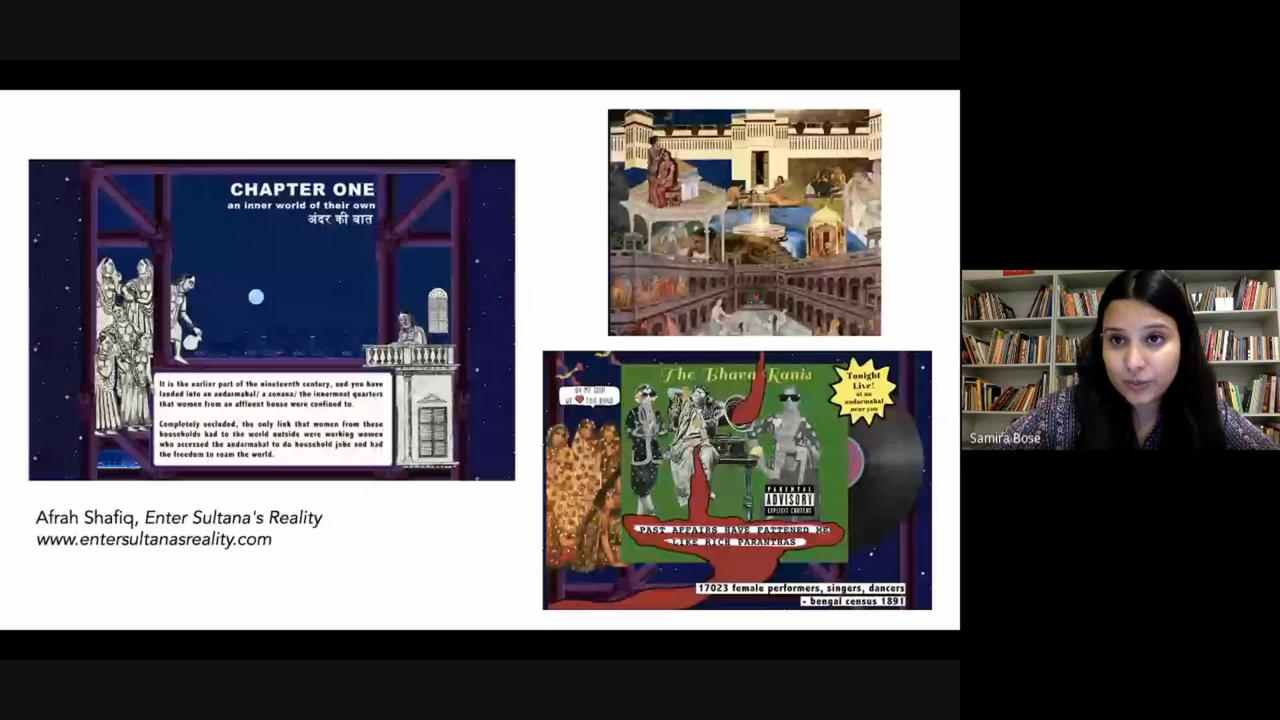 CHAPTER ONE
an inner world of their own
अंदर की बात
It is the earlier part of the nineteenth century, and you have
landed into an andarmahal/ a zenana/ the innermost quarters
that women from an affluent house were confined to.
Completely secluded, the only link that women from these
households had to the world outside were working women
who accessed the andarmahal to do household jobs and had
the freedom to roam the world.
Afrah Shafiq, Enter Sultana's Reality
www.entersultanasreality.com
OH MY GOD!
WE THIS BAND
The Bhava Ranis
Tonight
Live!
at an
andarmahal
near you
PARENTAL
ADVISORY
EXPLICIT CONTENT
PAST AFFAIRS HAVE FATTENED ME
LIKE RICH PARANTHAS
17023 female performers, singers, dancers
- bengal census 1891
Samira Bose